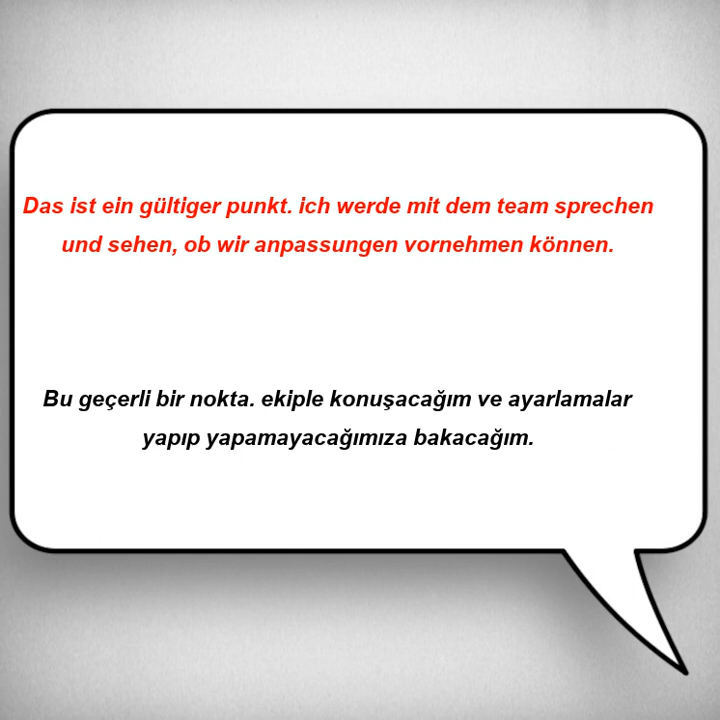 Das ist ein gültiger punkt. ich werde mit dem team sprechen
und sehen, ob wir anpassungen vornehmen können.
Bu geçerli bir nokta. ekiple konuşacağım ve ayarlamalar
yapıp yapamayacağımıza bakacağım.